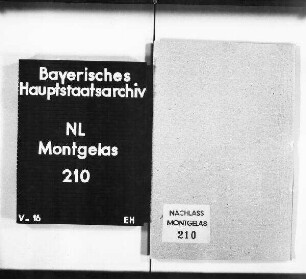 Bayerisches
Hauptstaatsarchiv
NL
Montgelas
210
V- 16 EH
NACHLASS
MONTGELAS
210